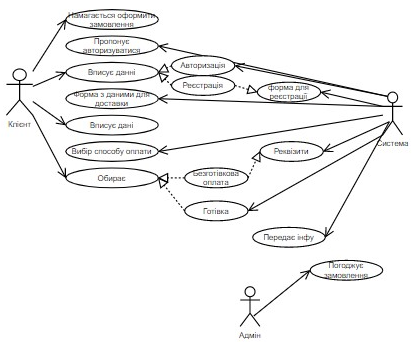 Намагається оформити
замовлення
Пропонує
авторизуватися
Вписує данні
Авторизація
Реєстрація
форма для
реєстрації
Форма з даними для
доставки
Клієнт
Вписує дані
Система
Вибір способу оплати
Реквізити
Обирає
Безготівкова
оплата
Готівка
Передає інфу
Погоджує
замовлення
Адмін